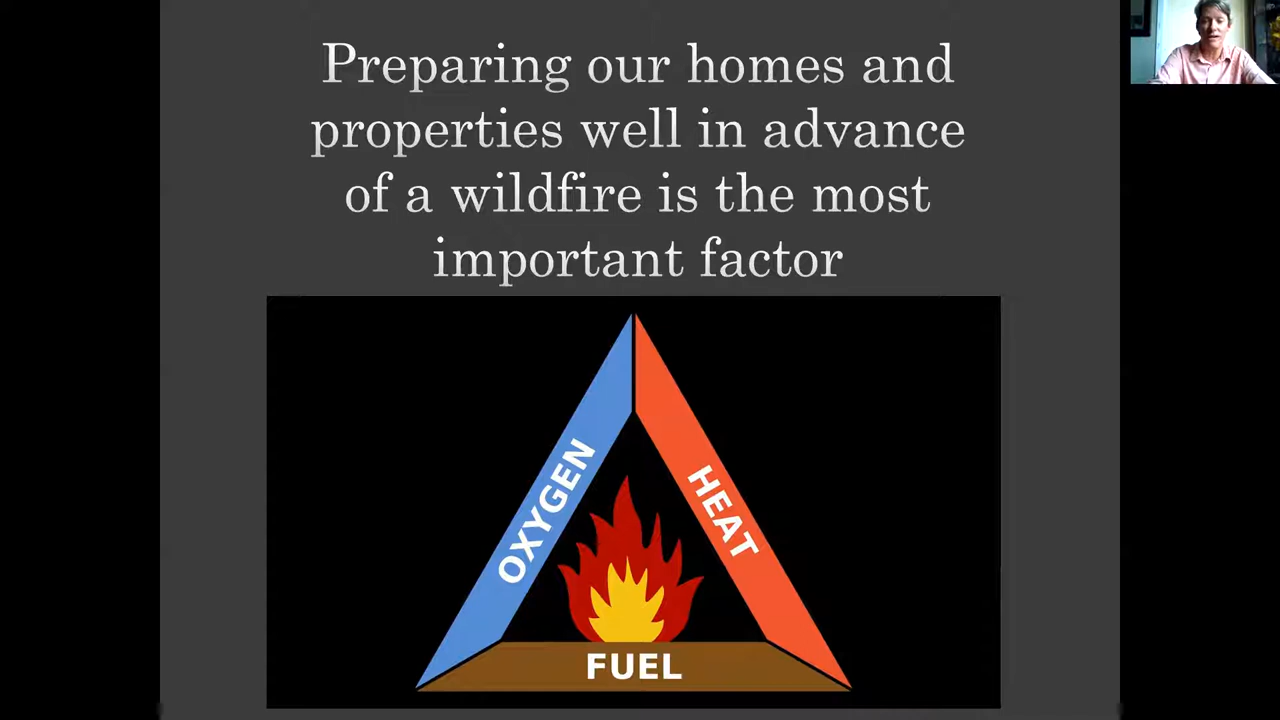 Preparing our homes and
properties well in advance
of a wildfire is the most
important factor
OXYGEN
HEAT
FUEL